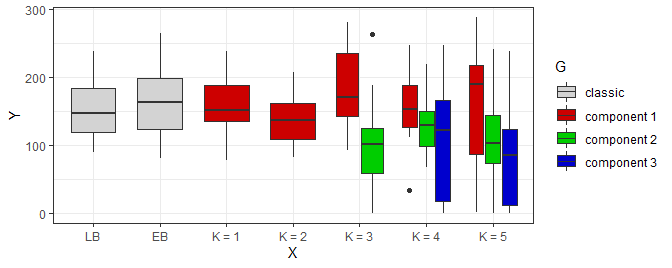 300
200
100
0
Y
LB EB K = 1 K = 2 K = 3 K = 4 K = 5
X
G
classic
component 1
component 2
component 3